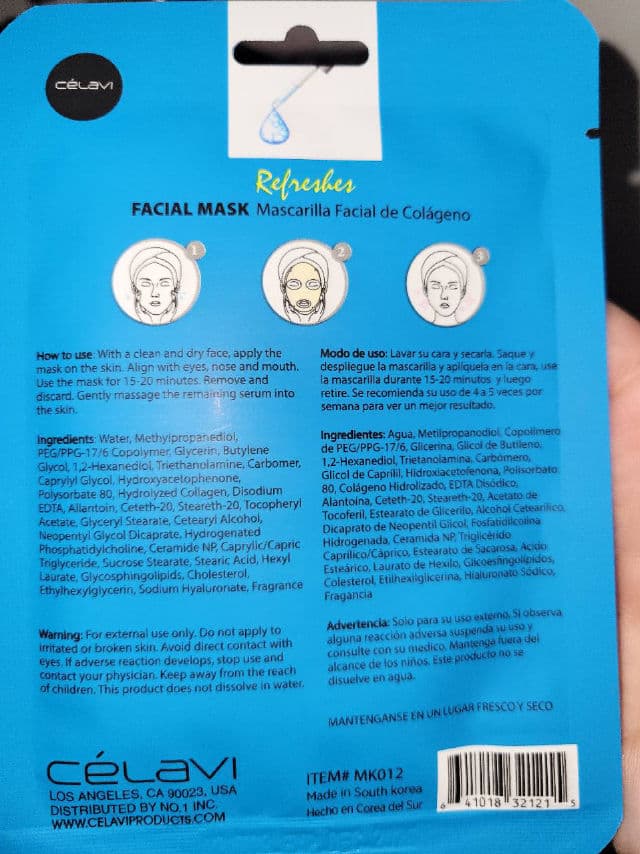 CÉLAVI
Refreshes
FACIAL MASK Mascarilla Facial de Colágeno
1
2
3
How to use: With a clean and dry face, apply the
mask on the skin. Align with eyes, nose and mouth.
Use the mask for 15-20 minutes. Remove and
discard. Gently massage the remaining serum into
the skin.
Ingredients: Water, Methylpropanediol,
PEG/PPG-17/6 Copolymer, Glycerin, Butylene
Glycol, 1,2-Hexanediol, Triethanolamine, Carbomer,
Caprylyl Glycol, Hydroxyacetophenone,
Polysorbate 80, Hydrolyzed Collagen, Disodium
EDTA, Allantoin, Ceteth-20, Steareth-20, Tocopheryl
Acetate, Glyceryl Stearate, Cetearyl Alcohol,
Neopentyl Glycol Dicaprate, Hydrogenated
Phosphatidylcholine, Ceramide NP, Caprylic/Capric
Triglyceride, Sucrose Stearate, Stearic Acid, Hexyl
Laurate, Glycosphingolipids, Cholesterol,
Ethylhexylglycerin, Sodium Hyaluronate, Fragrance
Warning: For external use only. Do not apply to
irritated or broken skin. Avoid direct contact with
eyes. If adverse reaction develops, stop use and
contact your physician. Keep away from the reach
of children. This product does not dissolve in water.
Modo de uso: Lavar su cara y secarla. Saque y
despliegue la mascarilla y aplíquela en la cara, use
la mascarilla durante 15-20 minutos y luego
retire. Se recomienda su uso de 4 a 5 veces por
semana para ver un mejor resultado.
Ingredientes: Agua, Metilpropanodiol, Copolímero
de PEG/PPG-17/6, Glicerina, Glicol de Butileno,
1,2-Hexanediol, Trietanolamina, Carbómero,
Glicol de Caprilil, Hidroxiacetofenona, Polisorbato
80, Colágeno Hidrolizado, EDTA Disódico,
Alantoína, Ceteth-20, Steareth-20, Acetato de
Tocoferil, Estearato de Glicerilo, Alcohol Cetearílico,
Dicaprato de Neopentil Glicol, Fosfatidilcolina
Hidrogenada, Ceramida NP, Triglicérido
Caprílico/Cáprico, Estearato de Sacarosa, Ácido
Esteárico, Laurato de Hexilo, Glicoesfingolípidos,
Colesterol, Etilhexilglicerina, Hialuronato Sódico,
Fragancia
Advertencia: Solo para su uso externo. Si observa
alguna reacción adversa suspenda su uso y
consulte con su medico. Mantenga fuera del
alcance de los niños. Este producto no se
disuelve en agua.
MANTENGANSE EN UN LUGAR FRESCO Y SECO
CÉLAVI
LOS ANGELES, CA 90023, USA
DISTRIBUTED BY NO.1 INC.
WWW.CELAVIPRODUCTS.COM
ITEM# MK012
Made in South korea
Hecho en Corea del Sur
6 41018 32121 5